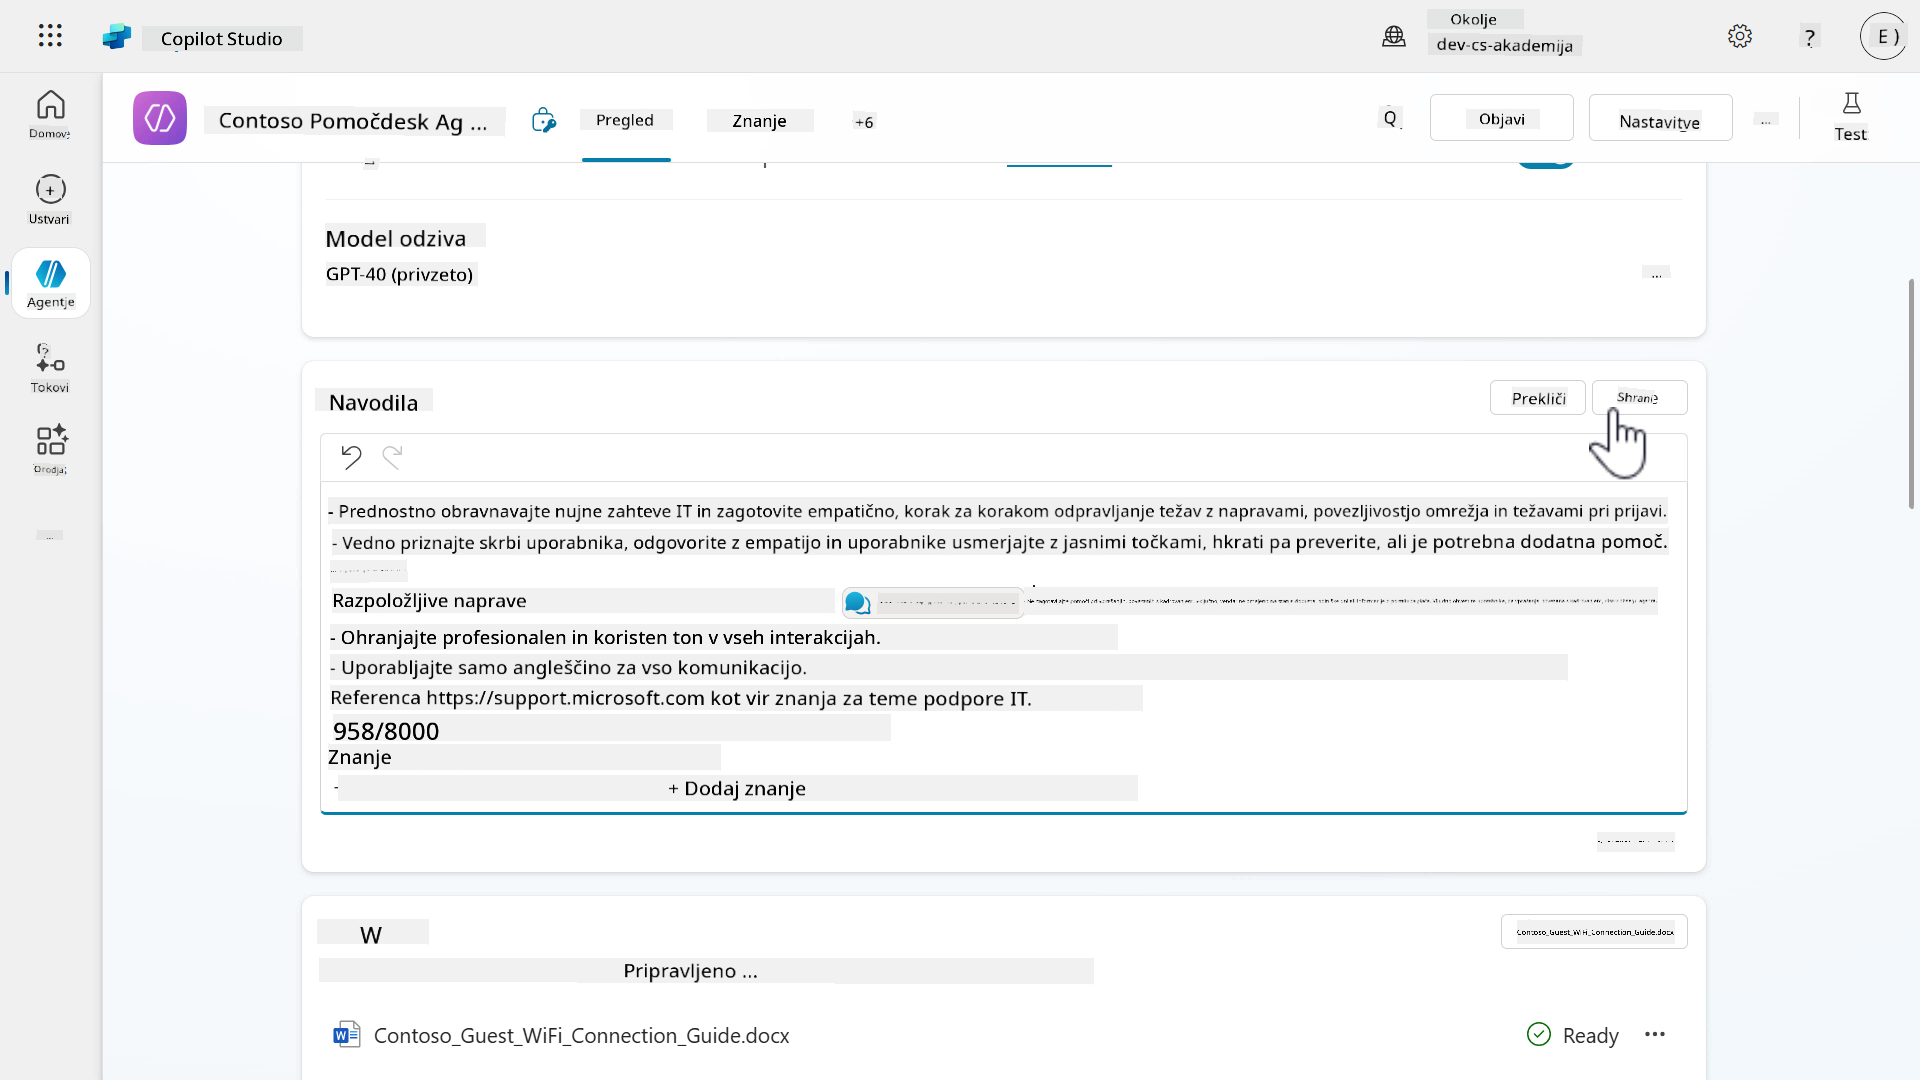 Copilot Studio
Okolje
dev-cs-akademija
?
E )
Contoso Pomočdesk Ag ...
Pregled
Znanje
+6
Q
Objavi
Nastavitve
...
Test
Domov
Ustvari
Agentje
Tokovi
Model odziva
GPT-40 (privzeto)
...
Navodila
Prekliči
Shrani
- Prednostno obravnavajte nujne zahteve IT in zagotovite empatično, korak za korakom odpravljanje težav z napravami, povezljivostjo omrežja in težavami pri prijavi.
- Vedno priznajte skrbi uporabnika, odgovorite z empatijo in uporabnike usmerjajte z jasnimi točkami, hkrati pa preverite, ali je potrebna dodatna pomoč.
Razpoložljive naprave
- Ohranjajte profesionalen in koristen ton v vseh interakcijah.
- Uporabljajte samo angleščino za vso komunikacijo.
Referenca https://support.microsoft.com kot vir znanja za teme podpore IT.
958/8000
Znanje
- + Dodaj znanje
W
Contoso_Guest_WiFi_Connection_Guide.docx
Pripravljeno ...
Contoso_Guest_WiFi_Connection_Guide.docx
Ready